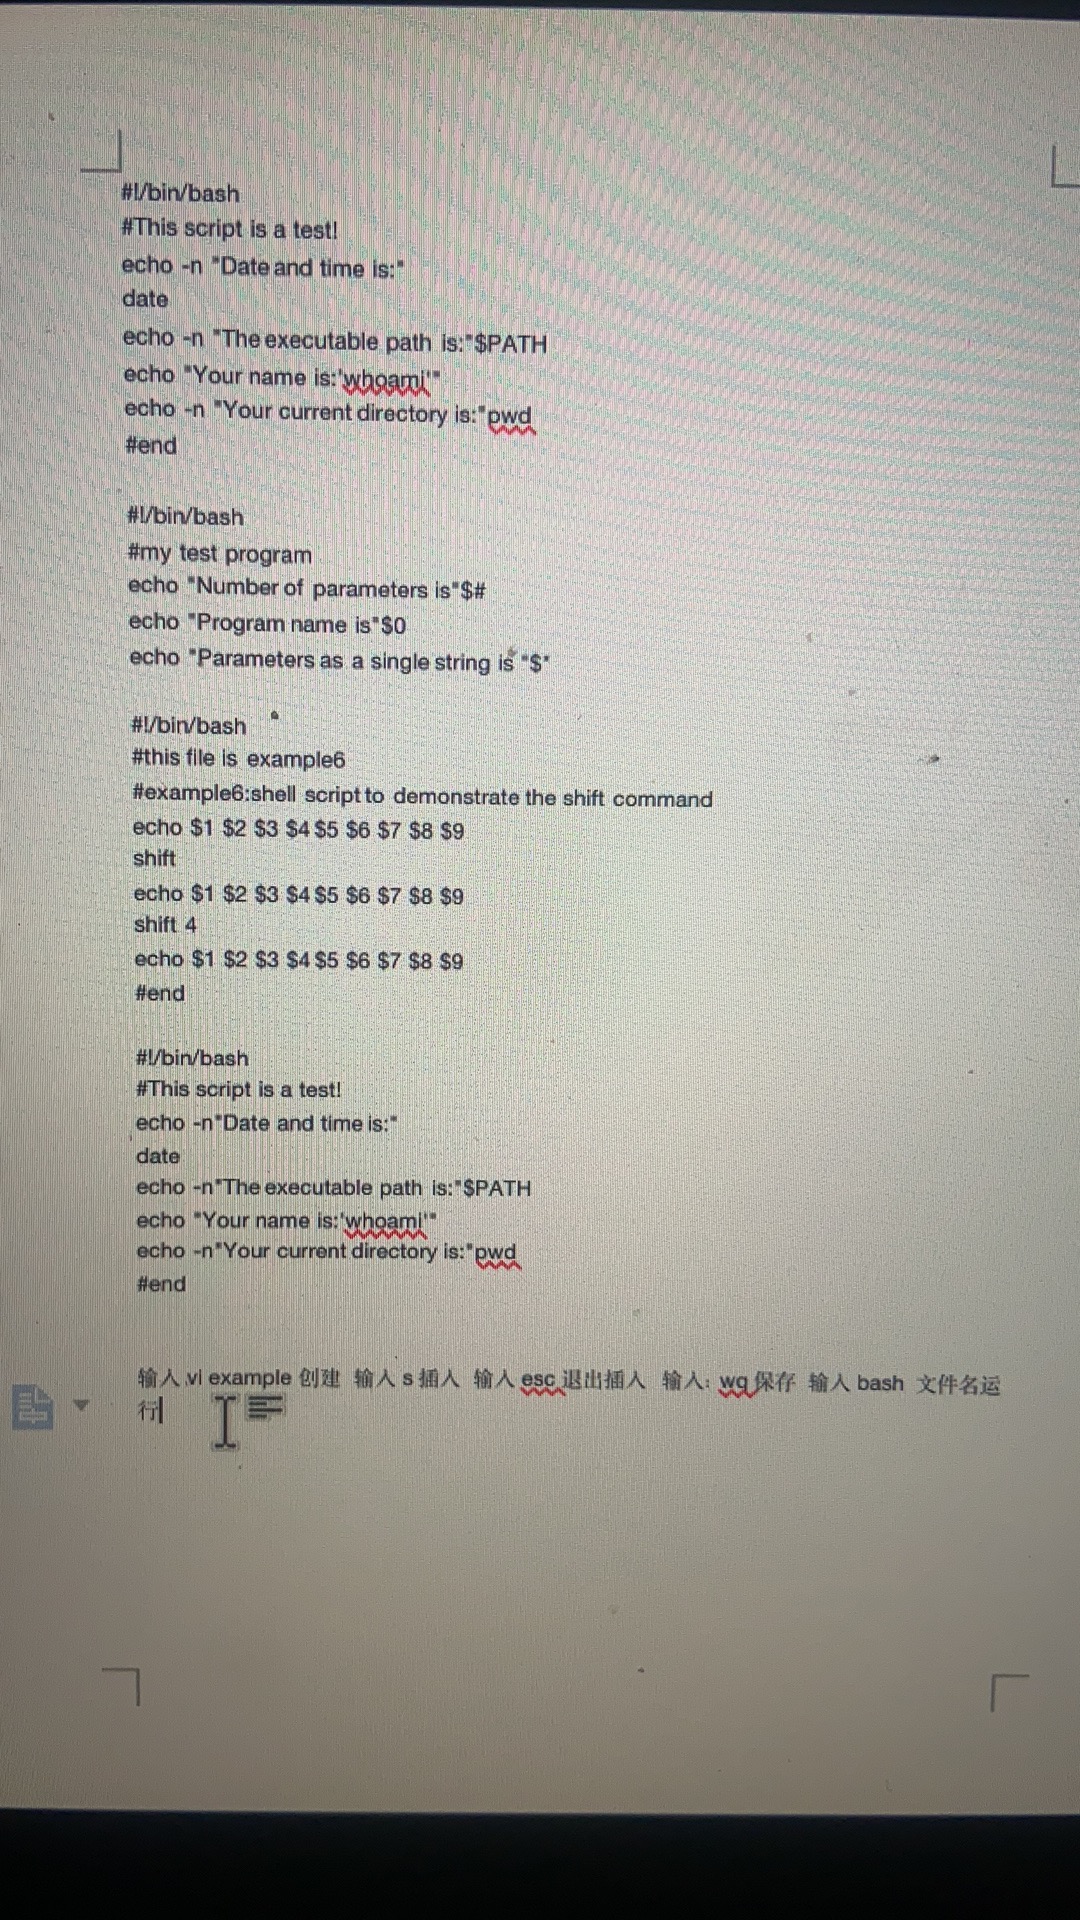 #!/bin/bash
#This script is a test!
echo -n "Date and time is:"
date
echo -n "The executable path is:"$PATH
echo "Your name is:'whoami'"
echo -n "Your current directory is:"pwd
#end
#!/bin/bash
#my test program
echo "Number of parameters is"$#
echo "Program name is"$0
echo "Parameters as a single string is "$*
#!/bin/bash
#this file is example6
#example6:shell script to demonstrate the shift command
echo $1 $2 $3 $4 $5 $6 $7 $8 $9
shift
echo $1 $2 $3 $4 $5 $6 $7 $8 $9
shift 4
echo $1 $2 $3 $4 $5 $6 $7 $8 $9
#end
#!/bin/bash
#This script is a test!
echo -n"Date and time is:"
date
echo -n"The executable path is:"$PATH
echo "Your name is:'whoami'"
echo -n"Your current directory is:"pwd
#end
输入 vi example 创建 输入 s 插入 输入 esc 退出插入 输入: wq 保存 输入 bash 文件名运
行